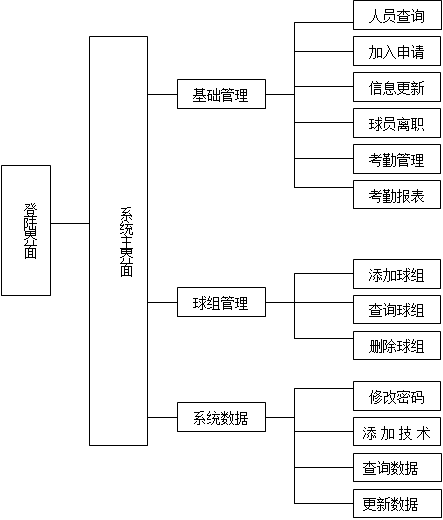 登陆界面
系统主界面
基础管理
人员查询
加入申请
信息更新
球员离职
考勤管理
考勤报表
球组管理
添加球组
查询球组
删除球组
系统数据
修改密码
添加技术
查询数据
更新数据